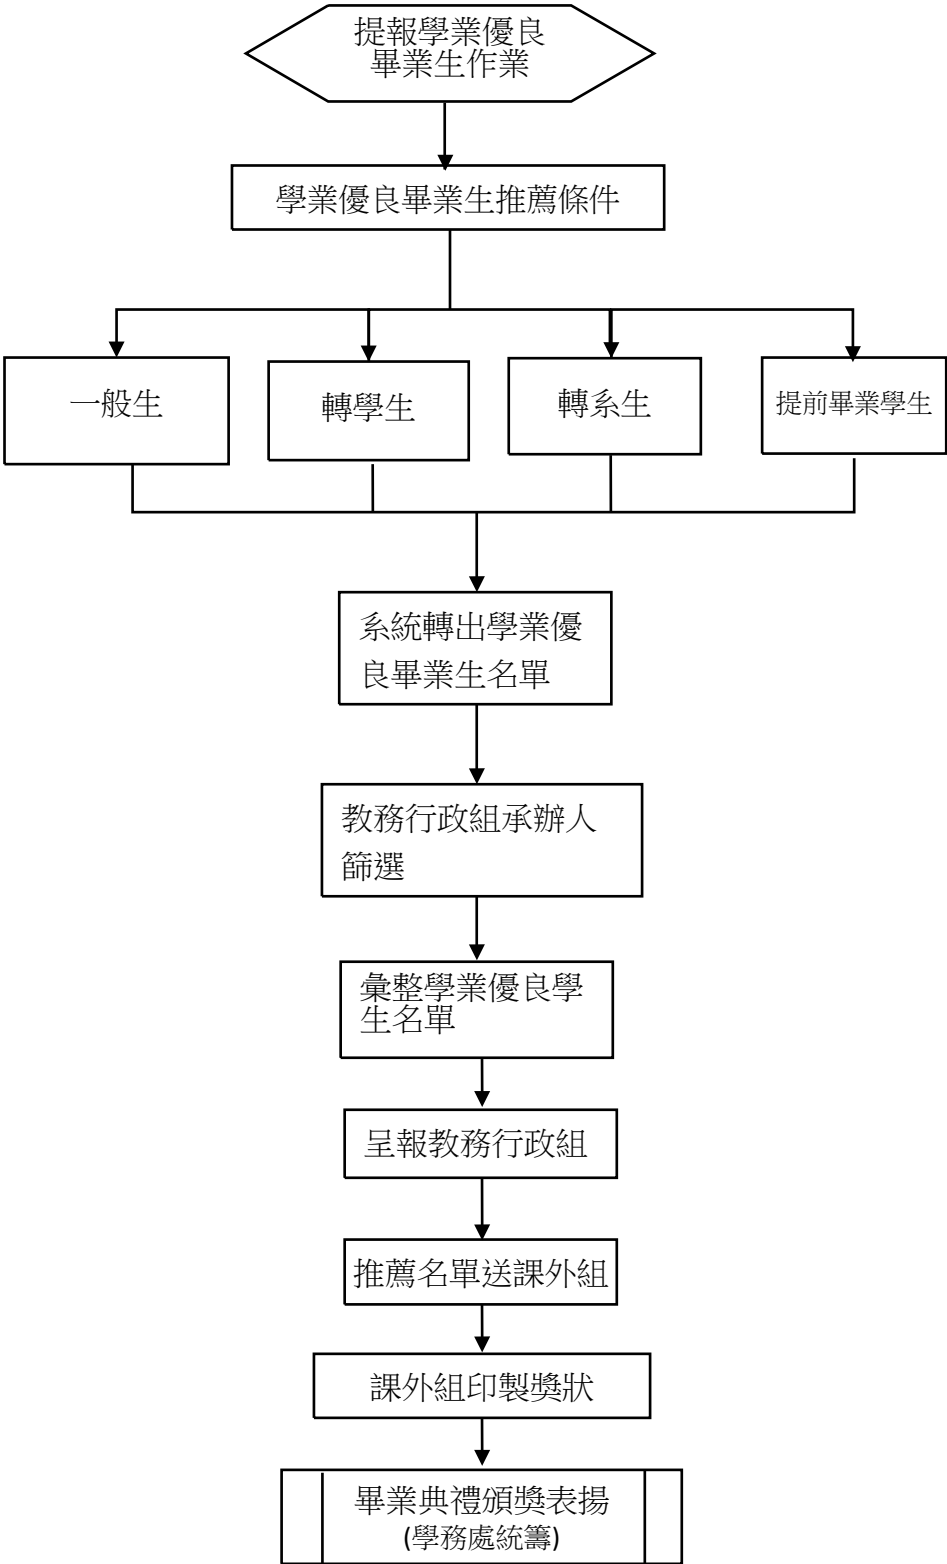 提報學業優良
畢業生作業
學業優良畢業生推薦條件
一般生
轉學生
轉系生
提前畢業學生
系統轉出學業優
良畢業生名單
教務行政組承辦人
篩選
彙整學業優良學
生名單
呈報教務行政組
推薦名單送課外組
課外組印製獎狀
畢業典禮頒獎表揚
(學務處統籌)